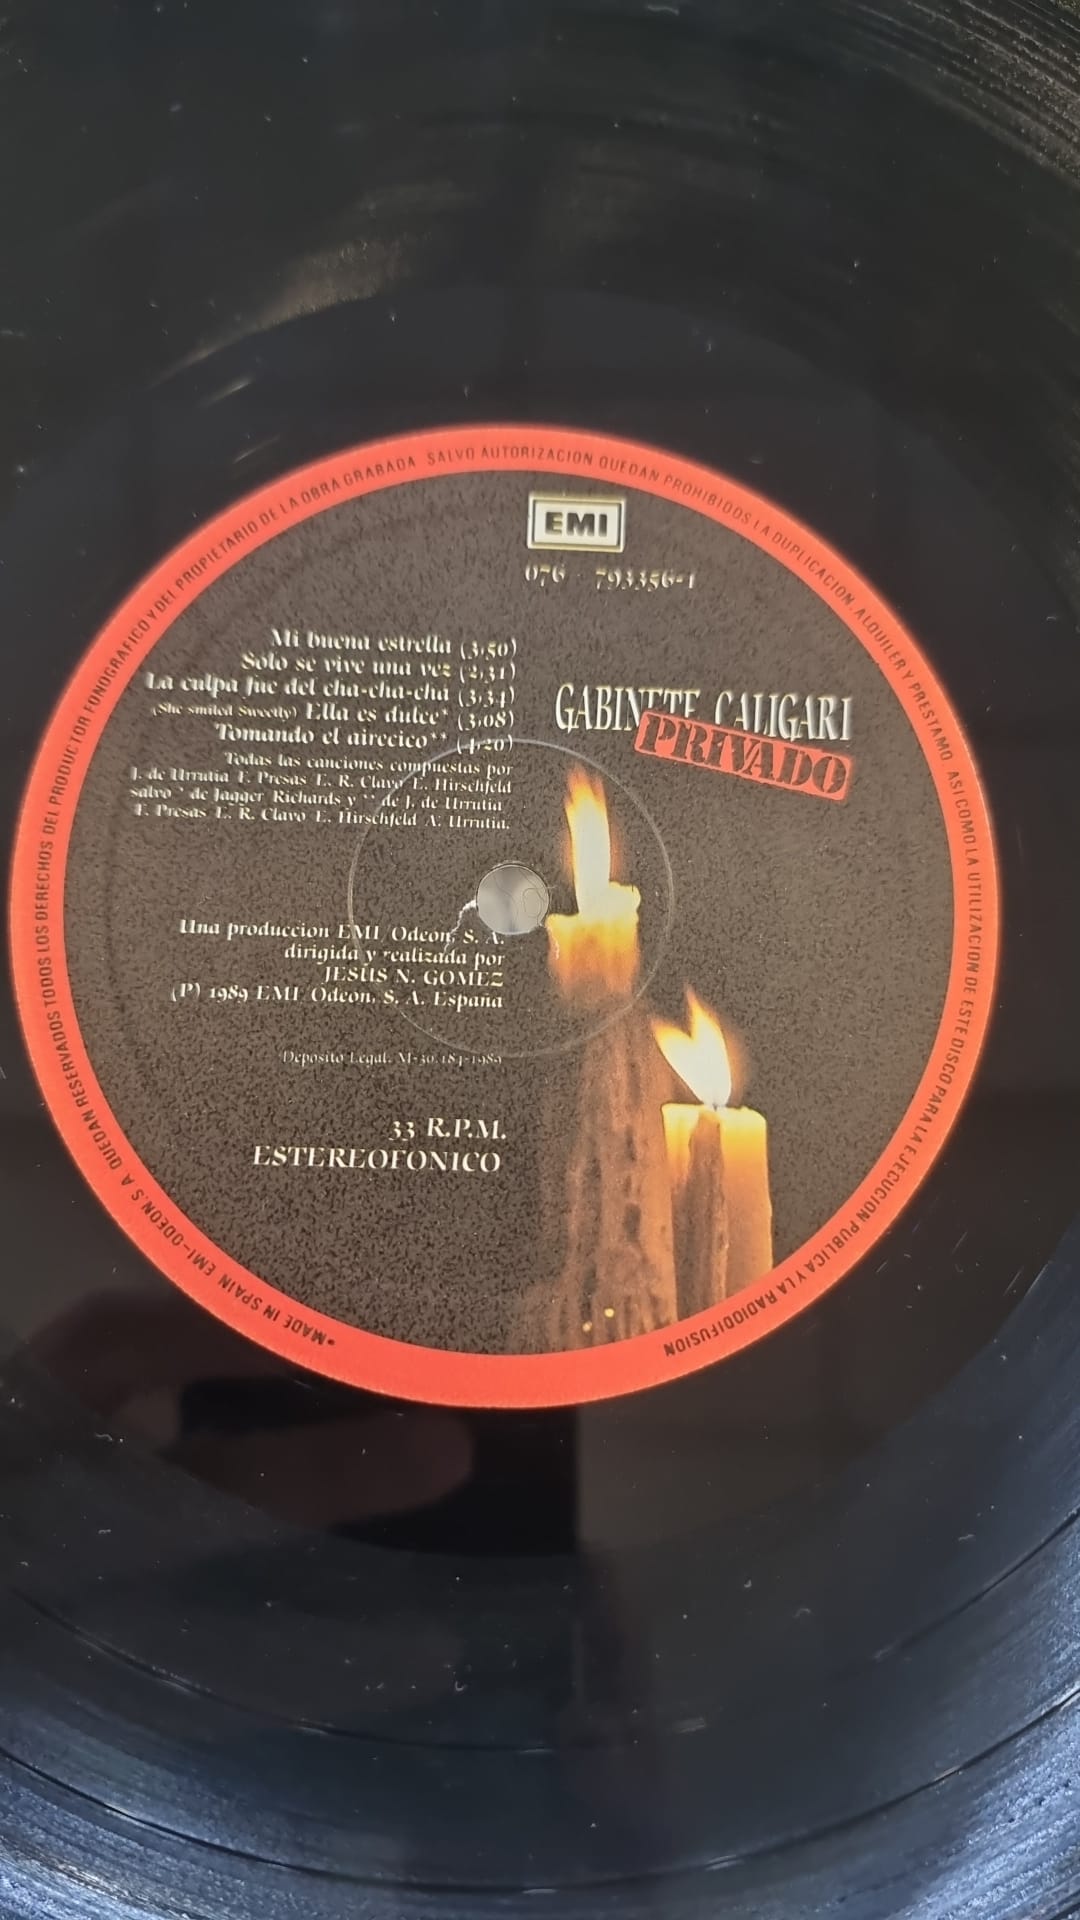 EMI
076 - 793356-1
Mi buena estrella (3:50)
Solo se vive una vez (2:31)
La culpa fue del cha-cha-cha (3:34)
(She smiled Sweetly) Ella es dulce* (3:08)
Tomando el airecico** (4:20)
Todas las canciones compuestas por
J. de Urrutia F. Presas E. R. Clavo E. Hirschfeld
salvo * de Jagger Richards y ** de J. de Urrutia
F. Presas E. R. Clavo E. Hirschfeld A. Urrutia.
GABINETE CALIGARI
PRIVADO
Una produccion EMI, Odeon, S. A.
dirigida y realizada por
JESUS N. GOMEZ
(P) 1989 EMI Odeon, S. A. España
Deposito Legal. M-30.184-1989
33 R.P.M.
ESTEREOFONICO
*MADE IN SPAIN EMI-ODEON, S.A. QUEDAN RESERVADOS TODOS LOS DERECHOS DEL PRODUCTOR FONOGRAFICO Y DEL PROPIETARIO DE LA OBRA GRABADA SALVO AUTORIZACION QUEDAN PROHIBIDOS LA DUPLICACION, ALQUILER Y PRESTAMO ASI COMO LA UTILIZACION DE ESTE DISCO PARA LA EJECUCION PUBLICA Y LA RADIODIFUSION